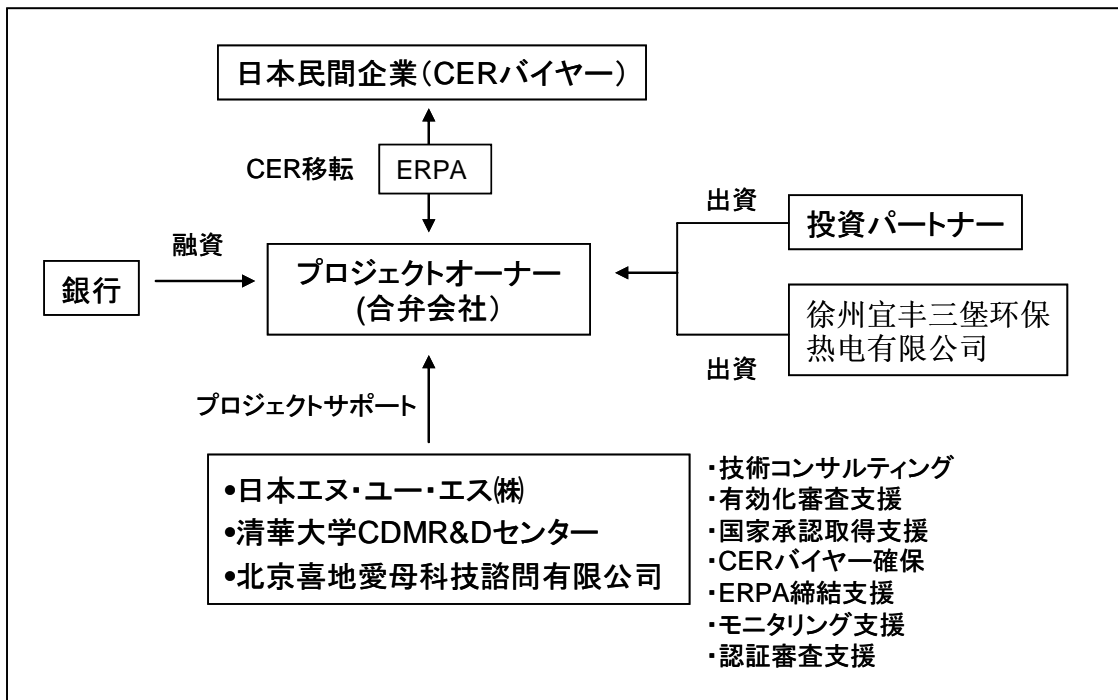 日本民間企業（CERバイヤー）
CER移転
ERPA
出資
投資パートナー
融資
銀行
プロジェクトオーナー
(合弁会社）
徐州宜丰三堡环保
热电有限公司
出資
プロジェクトサポート
•日本エヌ・ユー・エス㈱
•清華大学CDMR&Dセンター
•北京喜地愛母科技諮問有限公司
・技術コンサルティング
・有効化審査支援
・国家承認取得支援
・CERバイヤー確保
・ERPA締結支援
・モニタリング支援
・認証審査支援